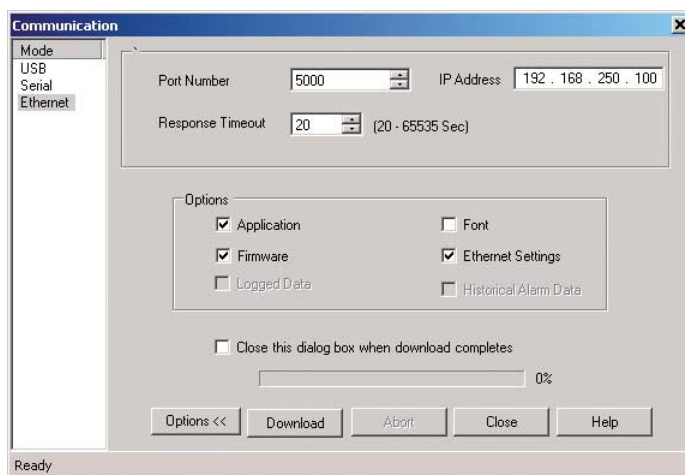 Communication
Mode
USB
Serial
Ethernet
`
Port Number 5000 IP Address 192 . 168 . 250 . 100
Response Timeout 20 (20 - 65535 Sec)
Options
Application Font
Firmware Ethernet Settings
Logged Data Historical Alarm Data
Close this dialog box when download completes
0%
Options << Download Abort Close Help
Ready